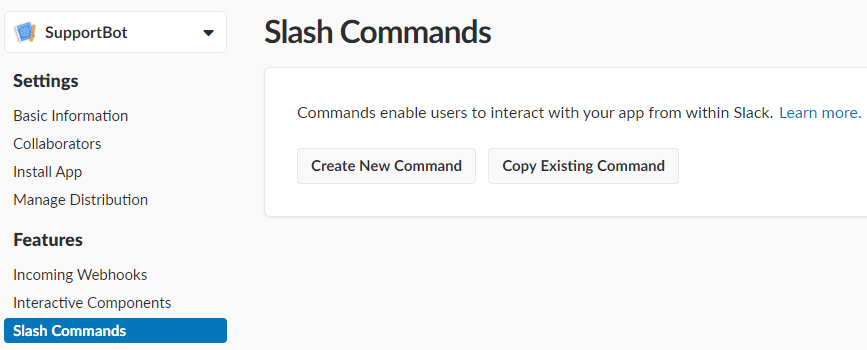 SupportBot
Settings
Basic Information
Collaborators
Install App
Manage Distribution
Features
Incoming Webhooks
Interactive Components
Slash Commands
Slash Commands
Commands enable users to interact with your app from within Slack. Learn more.
Create New Command Copy Existing Command